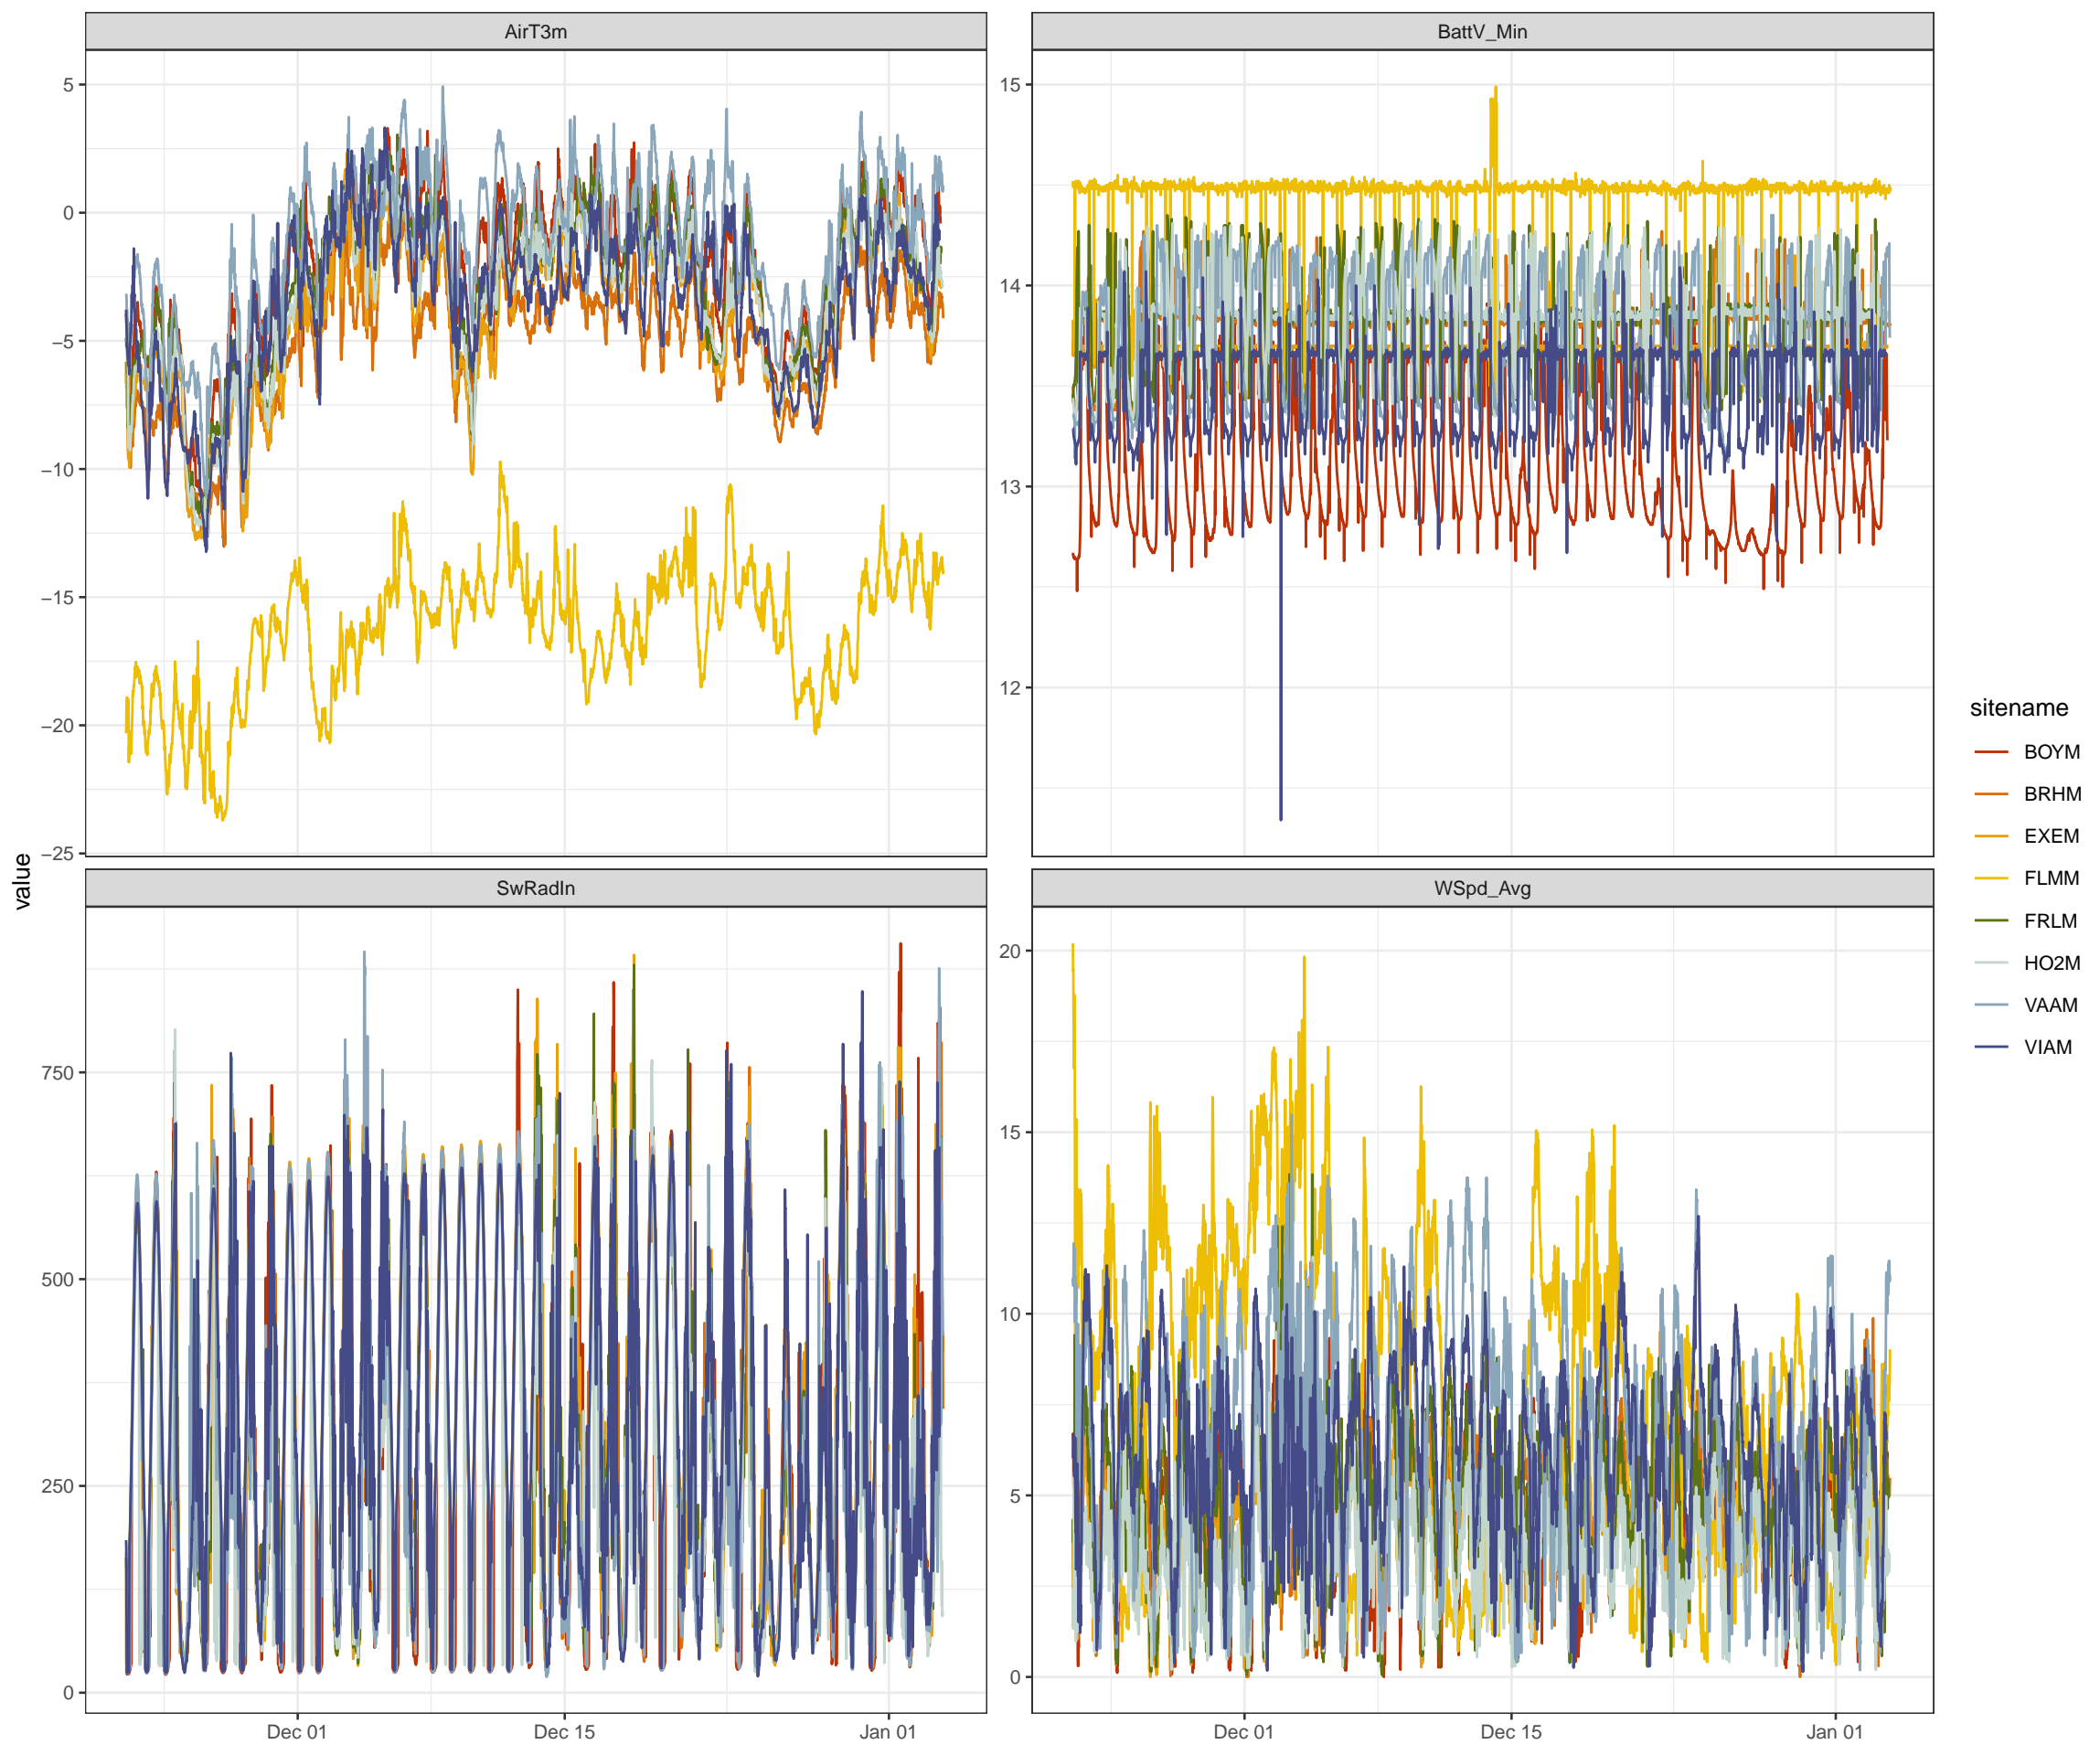 AirT3m
BattV_Min
5
0
−5
−10
−15
−20
−25
15
14
13
12
SwRadIn
WSpd_Avg
750
500
250
0
20
15
10
5
0
Dec 01
Dec 15
Jan 01
Dec 01
Dec 15
Jan 01
value
sitename
BOYM
BRHM
EXEM
FLMM
FRLM
HO2M
VAAM
VIAM